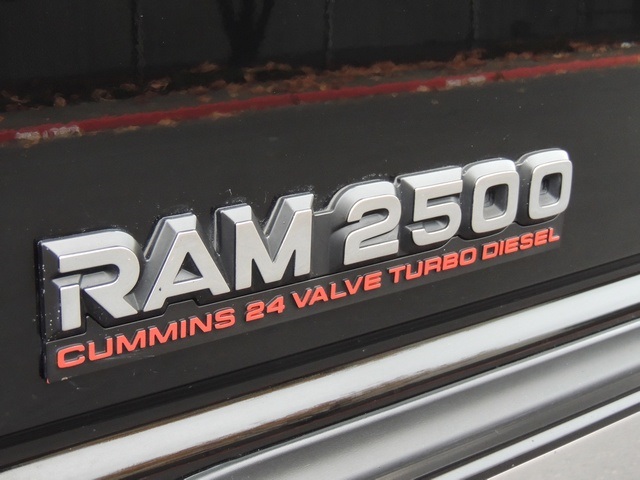 RAM 2500
CUMMINS 24 VALVE TURBO DIESEL